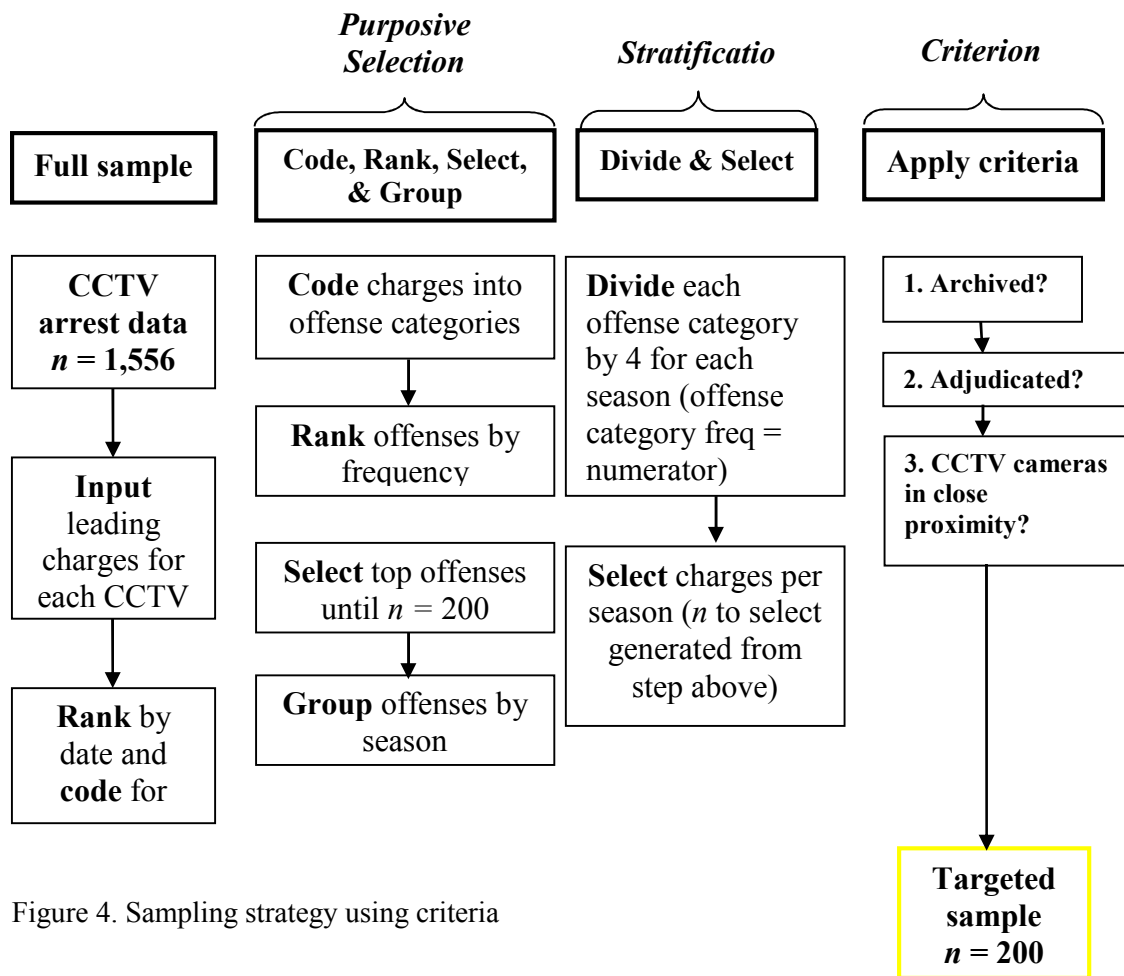 Purposive
Selection
Stratificatio
Criterion
Full sample
Code, Rank, Select,
& Group
Divide & Select
Apply criteria
CCTV
arrest data
n = 1,556
Input
leading
charges for
each CCTV
Rank by
date and
code for
Code charges into
offense categories
Rank offenses by
frequency
Select top offenses
until n = 200
Group offenses by
season
Divide each
offense category
by 4 for each
season (offense
category freq =
numerator)
Select charges per
season (n to select
generated from
step above)
1. Archived?
2. Adjudicated?
3. CCTV cameras
in close
proximity?
Targeted
sample
n = 200
Figure 4. Sampling strategy using criteria